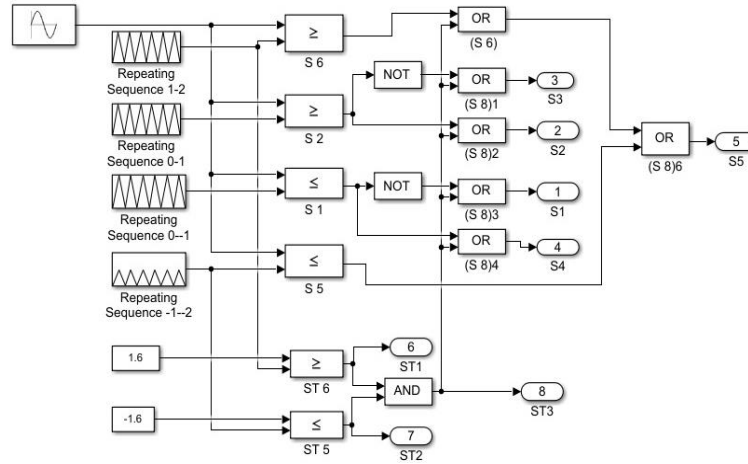 ≥
S 6
OR
(S 6)
Repeating
Sequence 1-2
NOT
OR
(S 8)1
3
S3
≥
S 2
Repeating
Sequence 0-1
OR
(S 8)2
2
S2
OR
(S 8)6
5
S5
≤
S 1
NOT
OR
(S 8)3
1
S1
Repeating
Sequence 0--1
OR
(S 8)4
4
S4
≤
S 5
Repeating
Sequence -1--2
1.6
≥
ST 6
6
ST1
AND
8
ST3
-1.6
≤
ST 5
7
ST2